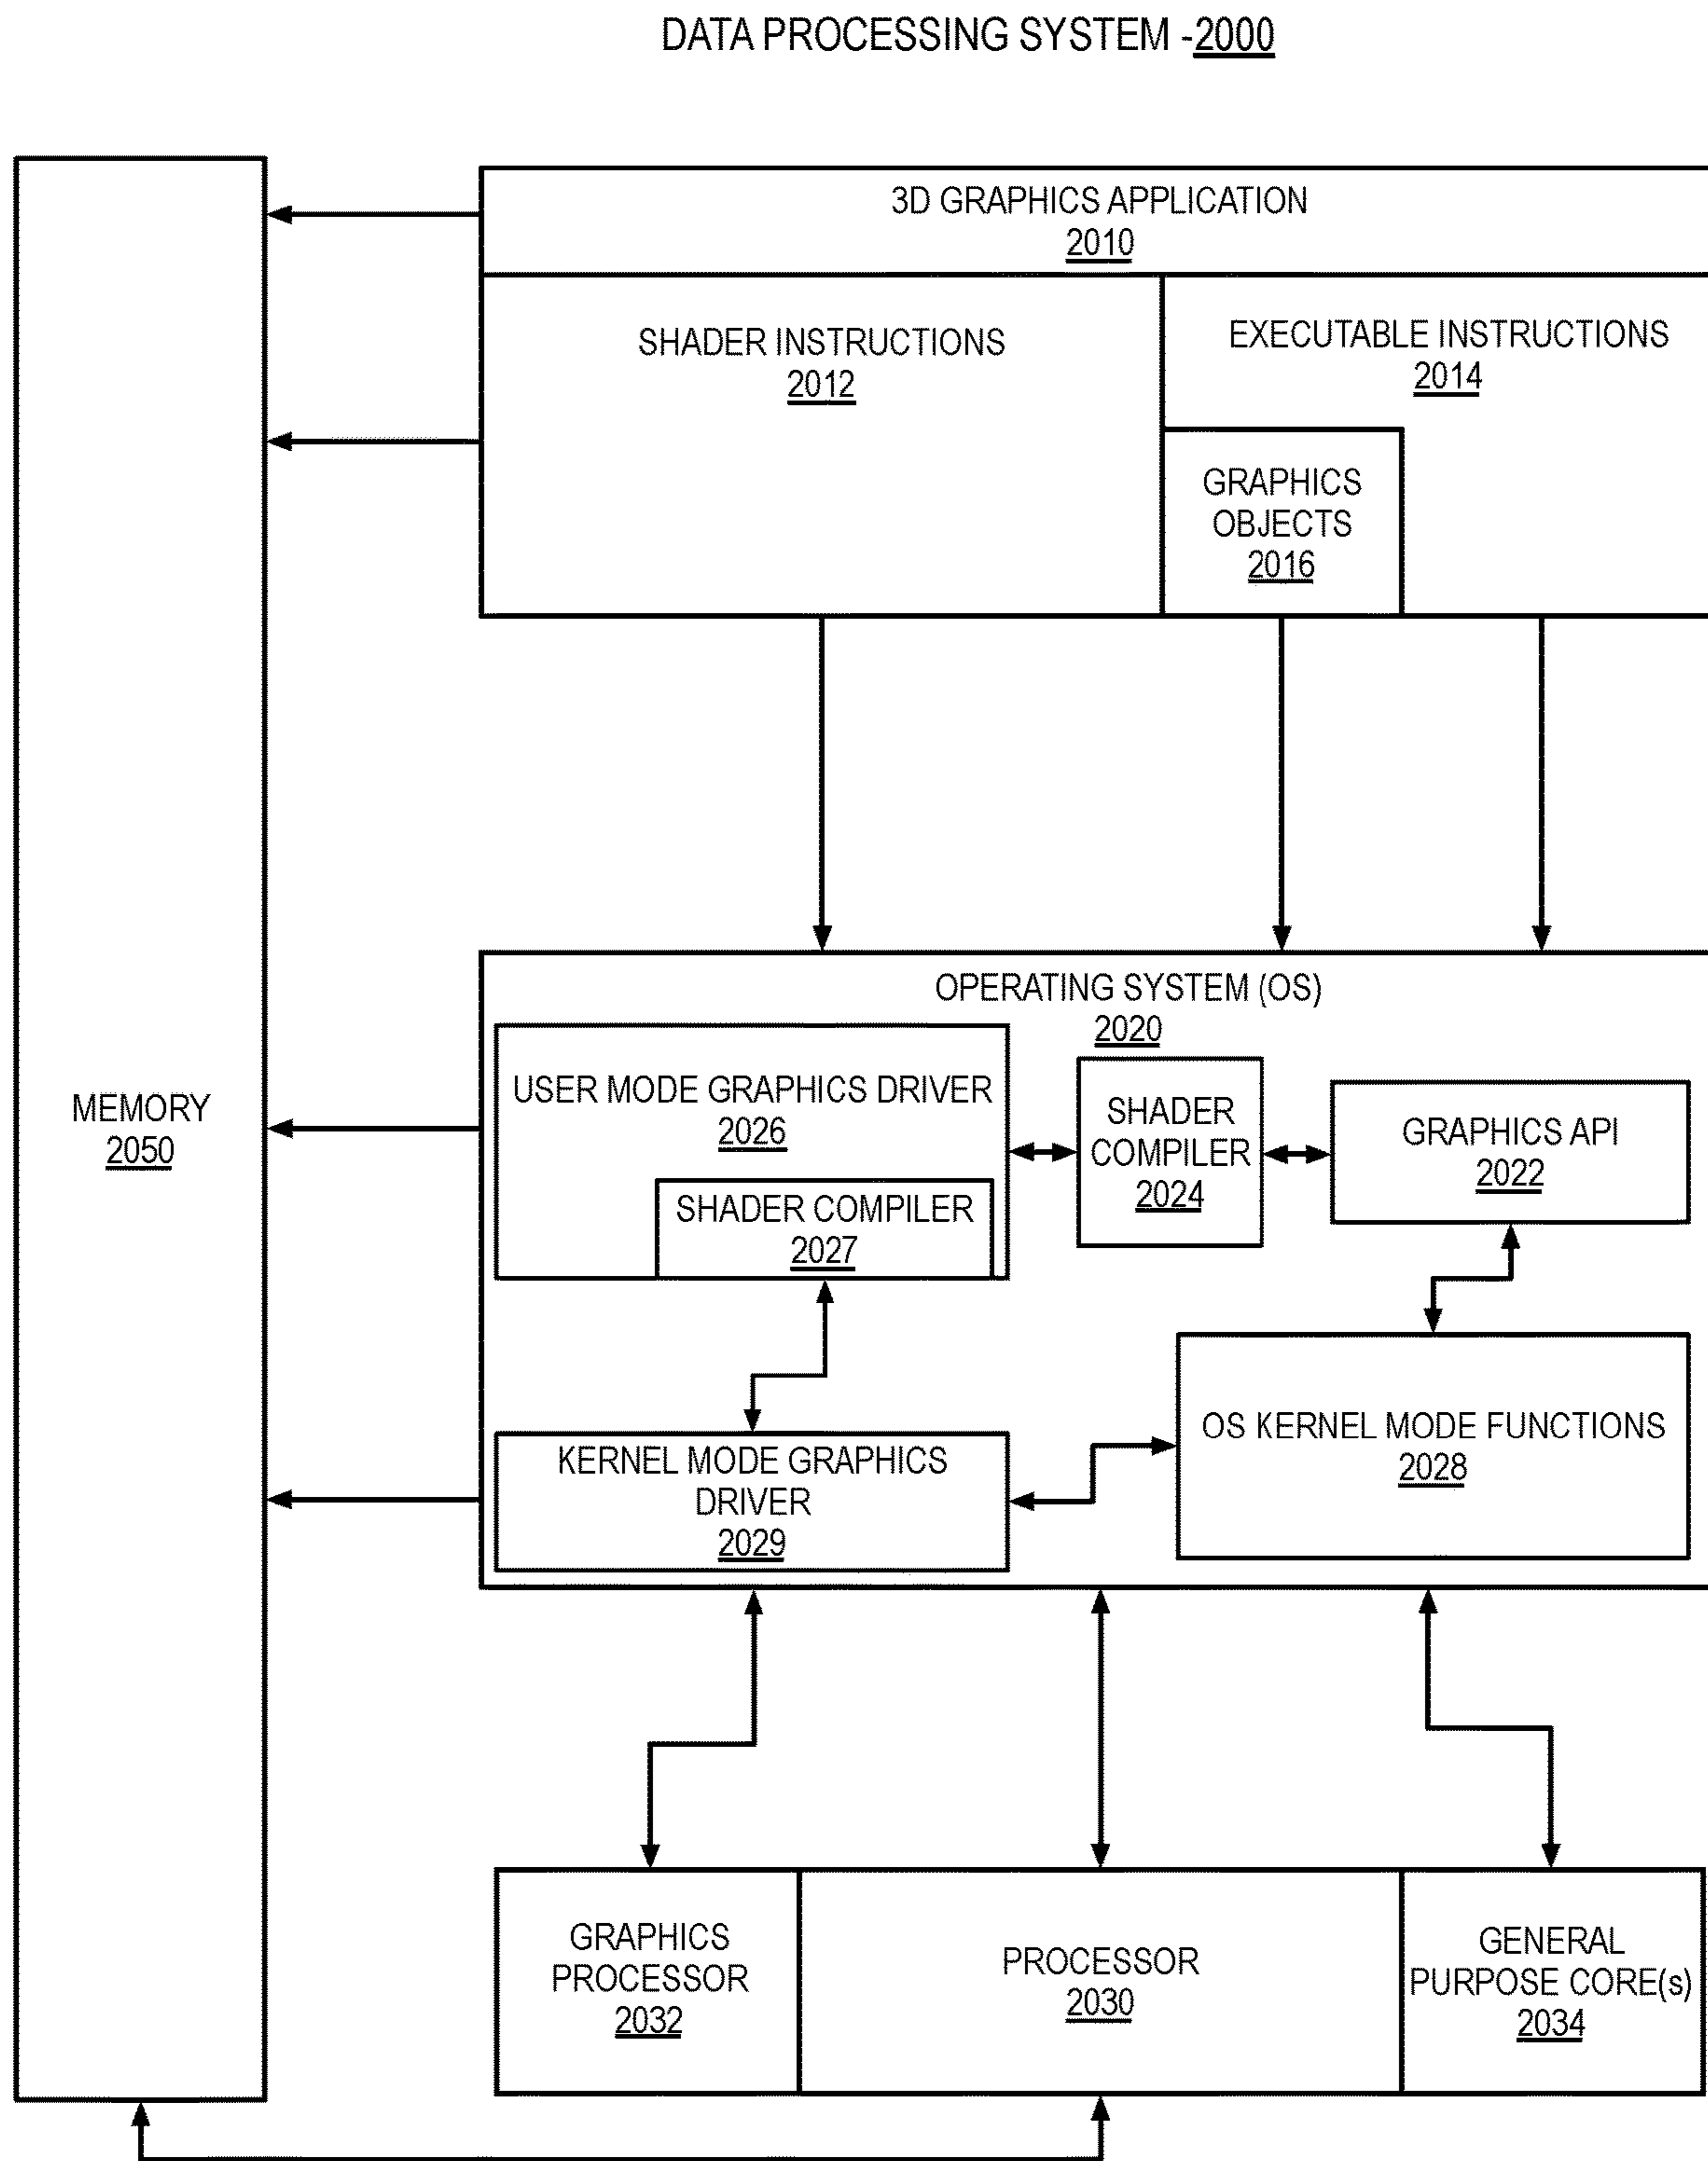 DATA PROCESSING SYSTEM -2000
3D GRAPHICS APPLICATION
2010
SHADER INSTRUCTIONS
2012
EXECUTABLE INSTRUCTIONS
2014
GRAPHICS
OBJECTS
2016
MEMORY
2050
OPERATING SYSTEM (OS)
2020
USER MODE GRAPHICS DRIVER
2026
SHADER COMPILER
2027
SHADER
COMPILER
2024
GRAPHICS API
2022
KERNEL MODE GRAPHICS
DRIVER
2029
OS KERNEL MODE FUNCTIONS
2028
GRAPHICS
PROCESSOR
2032
PROCESSOR
2030
GENERAL
PURPOSE CORE(s)
2034